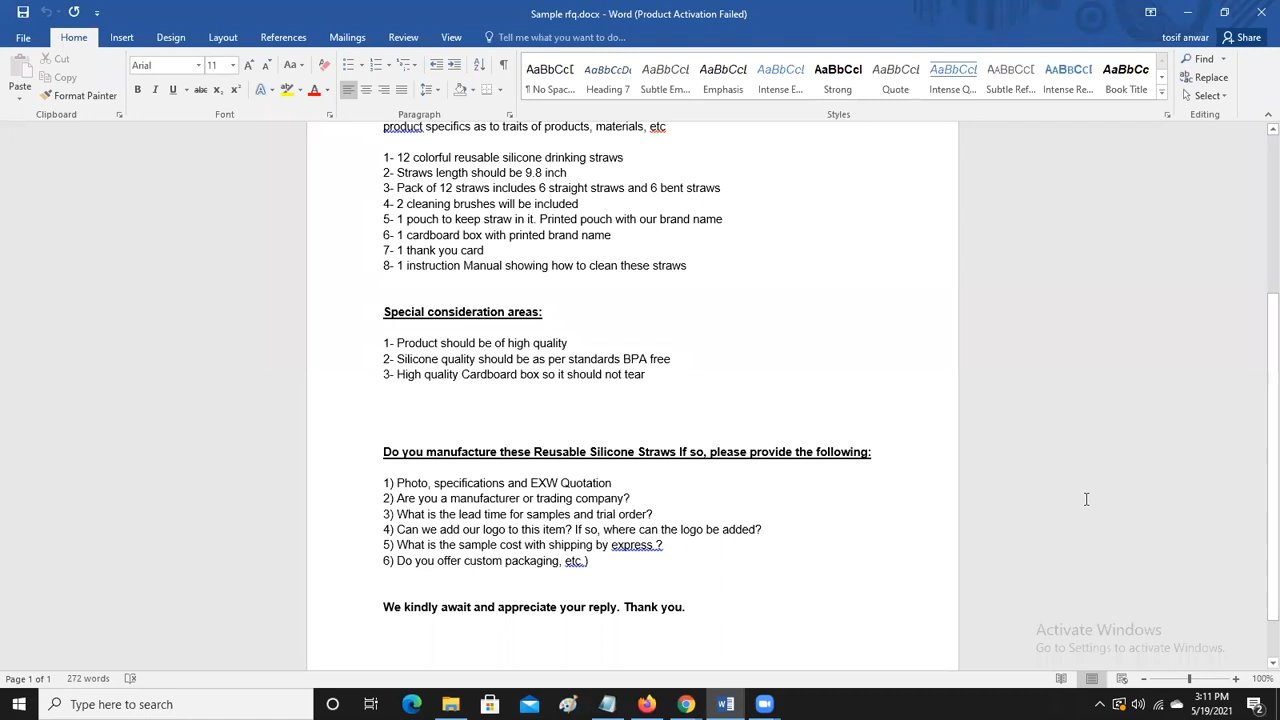 Sample rfq.docx - Word (Product Activation Failed)
File Home Insert Design Layout References Mailings Review View Tell me what you want to do... tosif anwar Share
Paste Cut Copy Format Painter
Arial 11
AaBbCcD AaBbCcDc AaBbCcI AaBbCcI AaBbCcI AaBbCcI AaBbCcI AaBbCcI AaBbCcI AaBbCcI AaBbCc
¶ No Spac... Heading 7 Subtle Em... Emphasis Intense E... Strong Quote Intense Q... Subtle Ref... Intense Re... Book Title
Find Replace Select
Clipboard Font Paragraph Styles Editing
product specifics as to traits of products, materials, etc
1- 12 colorful reusable silicone drinking straws
2- Straws length should be 9.8 inch
3- Pack of 12 straws includes 6 straight straws and 6 bent straws
4- 2 cleaning brushes will be included
5- 1 pouch to keep straw in it. Printed pouch with our brand name
6- 1 cardboard box with printed brand name
7- 1 thank you card
8- 1 instruction Manual showing how to clean these straws
Special consideration areas:
1- Product should be of high quality
2- Silicone quality should be as per standards BPA free
3- High quality Cardboard box so it should not tear
Do you manufacture these Reusable Silicone Straws If so, please provide the following:
1) Photo, specifications and EXW Quotation
2) Are you a manufacturer or trading company?
3) What is the lead time for samples and trial order?
4) Can we add our logo to this item? If so, where can the logo be added?
5) What is the sample cost with shipping by express.?
6) Do you offer custom packaging, etc.)
We kindly await and appreciate your reply. Thank you.
Activate Windows
Go to Settings to activate Windows.
Page 1 of 1 272 words 100%
Type here to search
3:11 PM
5/19/2021
2